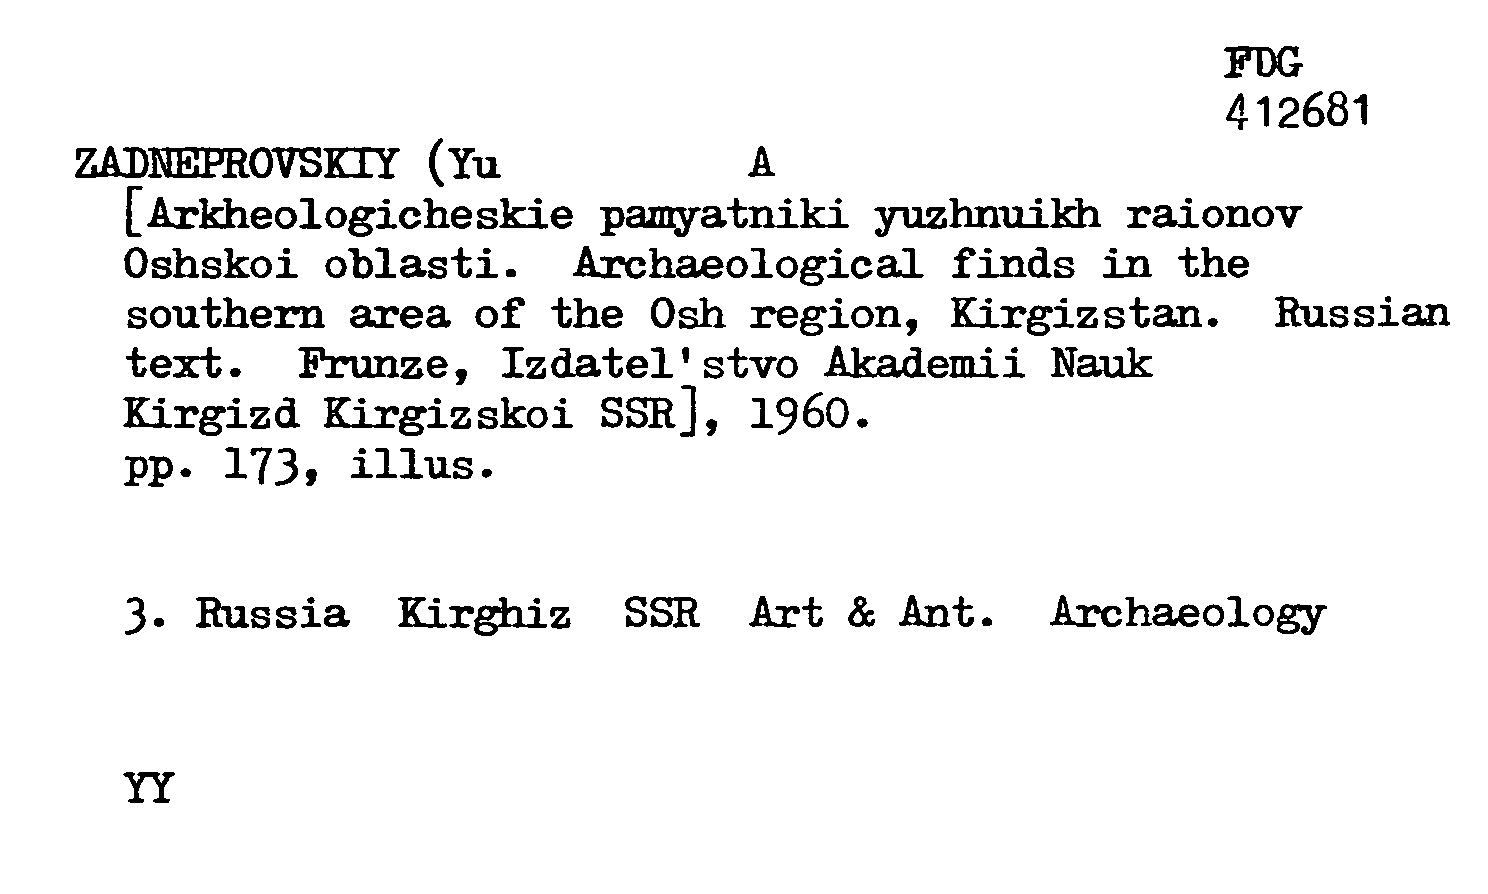 FDG
412681
ZADNEPROVSKIY (Yu A
[Arkheologicheskie pamyatniki yuzhnuikh raionov
Oshskoi oblasti. Archaeological finds in the
southern area of the Osh region, Kirgizstan. Russian
text. Frunze, Izdatel'stvo Akademii Nauk
Kirgizd Kirgizskoi SSR], 1960.
pp. 173, illus.
3. Russia Kirghiz SSR Art & Ant. Archaeology
YY